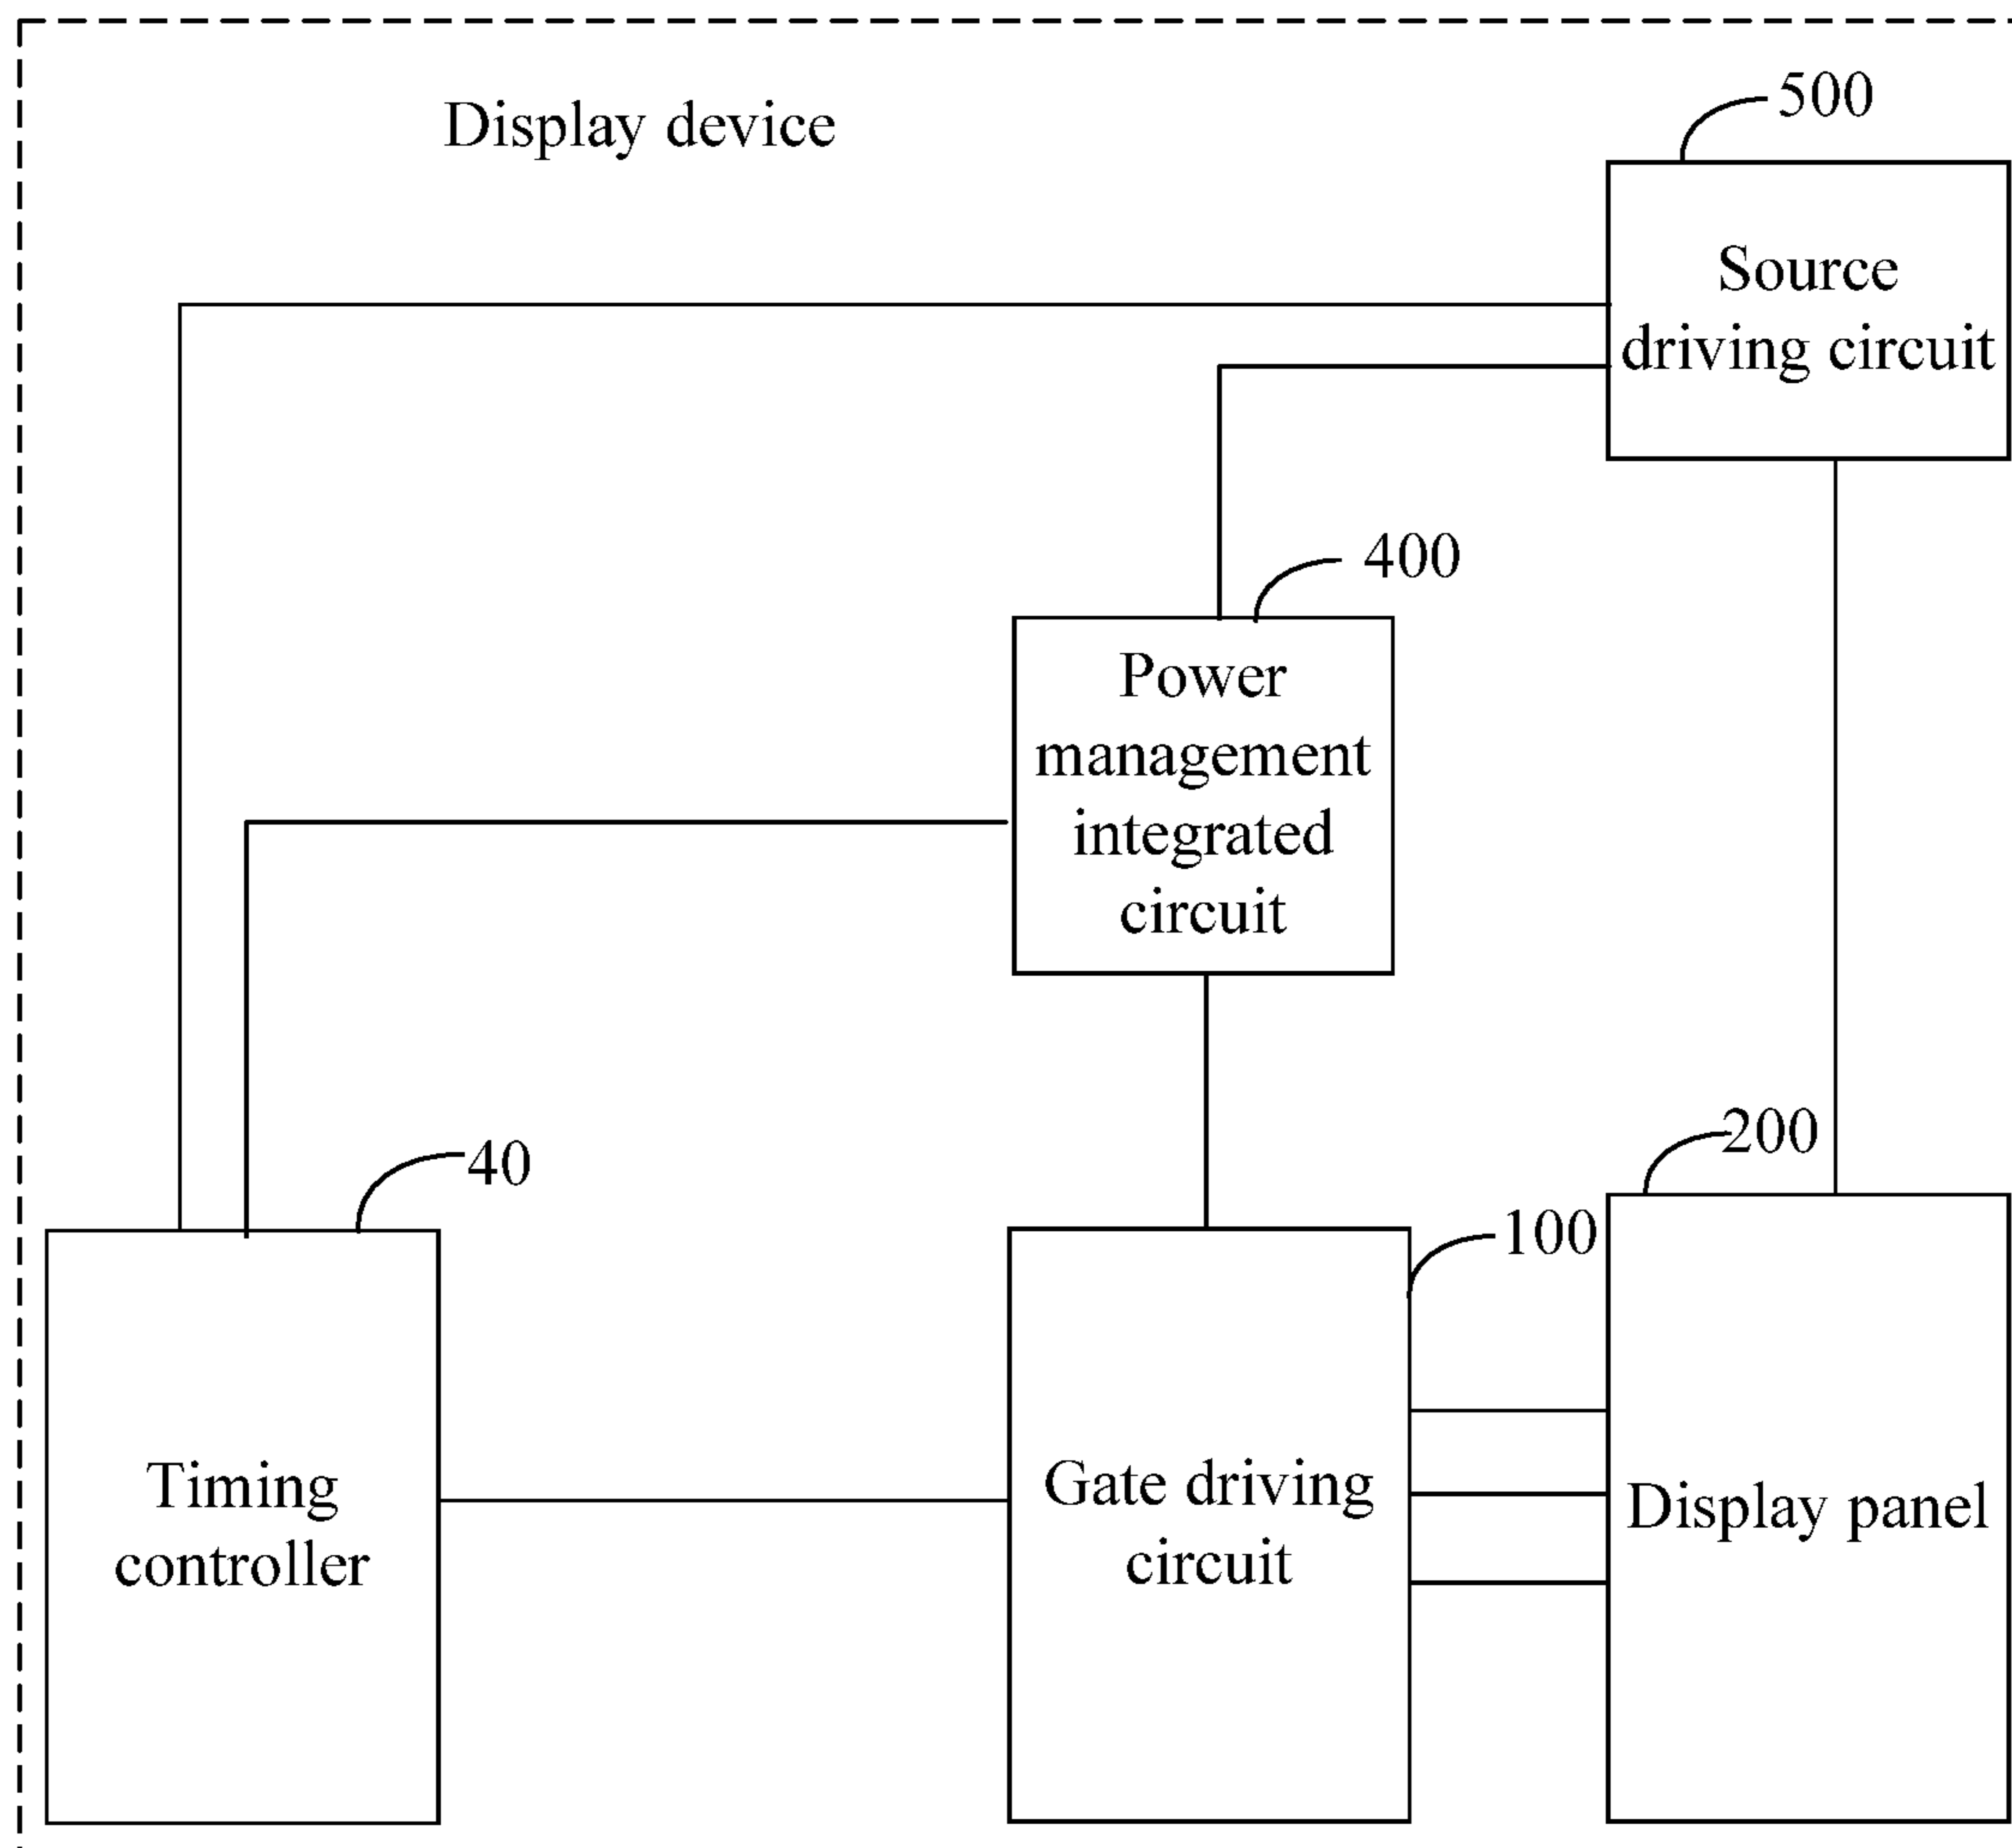 Display device
500
Source
driving circuit
400
Power
management
integrated
circuit
40
200
100
Timing
controller
Gate driving
circuit
Display panel